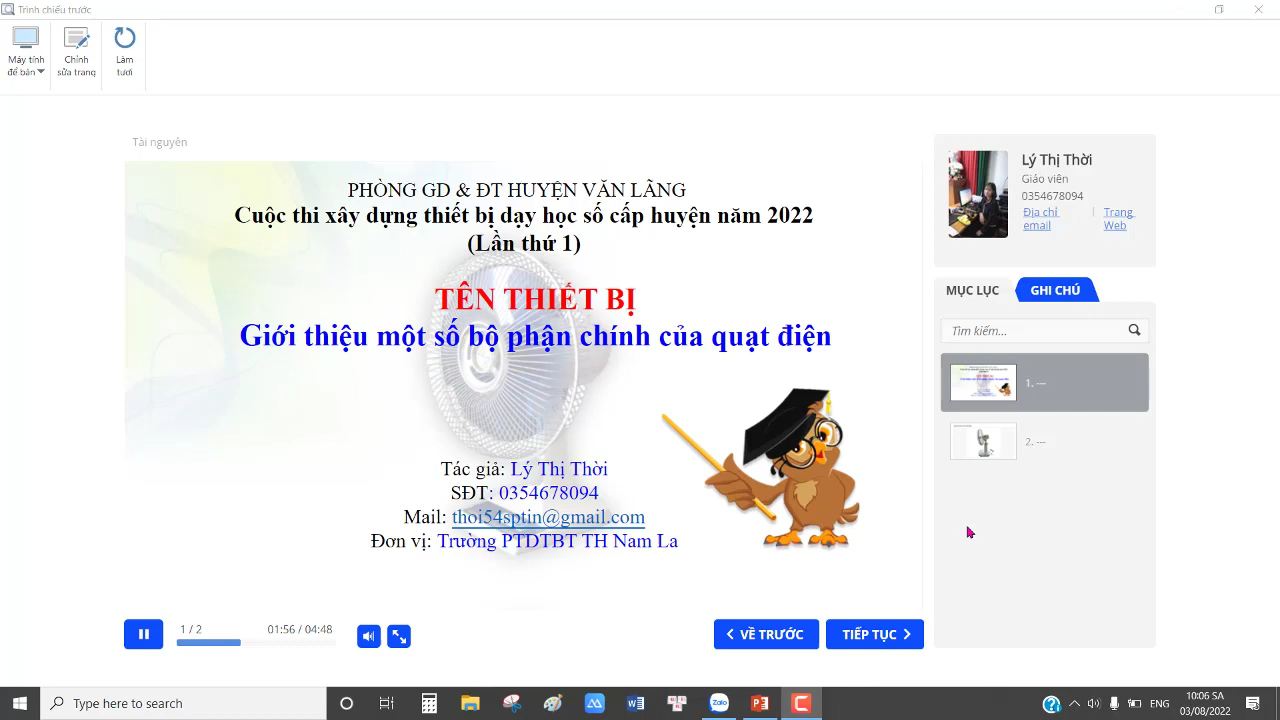 Trình chiếu trước
Máy tính để bàn
Chỉnh sửa trang
Làm tươi
Tài nguyên
PHÒNG GD & ĐT HUYỆN VĂN LÃNG
Cuộc thi xây dựng thiết bị dạy học số cấp huyện năm 2022
(Lần thứ 1)
TÊN THIẾT BỊ
Giới thiệu một số bộ phận chính của quạt điện
Tác giả: Lý Thị Thời
SĐT: 0354678094
Mail: thoi54sptin@gmail.com
Đơn vị: Trường PTDTBT TH Nam La
Lý Thị Thời
Giáo viên
0354678094
Địa chỉ email | Trang Web
MỤC LỤC
GHI CHÚ
Tìm kiếm...
1. ---
2. ---
1 / 2
01:56 / 04:48
VỀ TRƯỚC
TIẾP TỤC
Type here to search
ENG
10:06 SA
03/08/2022